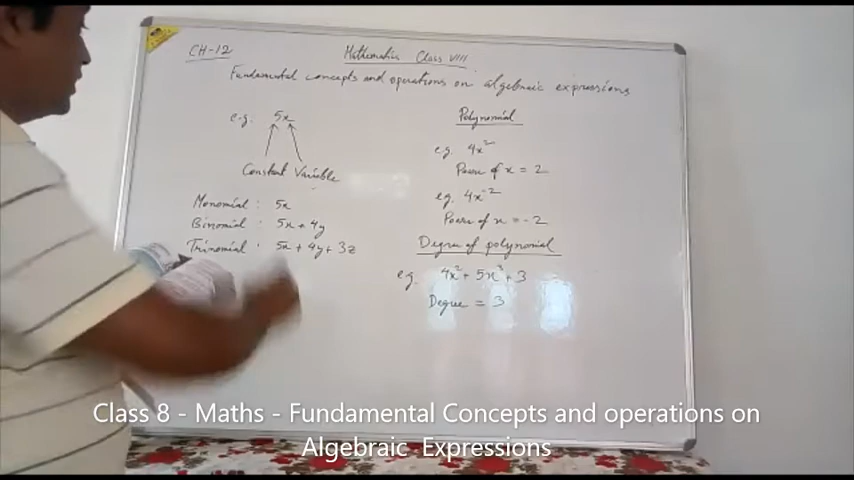 CH-12
Mathematics Class VIII
Fundamental concepts and operations on algebraic expressions
e.g. 5x
Constant Variable
Monomial : 5x
Binomial : 5x + 4y
Trinomial : 5x + 4y + 3z
Polynomial
e.g. 4x²
Power of x = 2
e.g. 4x⁻²
Power of x = -2
Degree of polynomial
e.g. 4x² + 5x³ + 3
Degree = 3
Class 8 - Maths - Fundamental Concepts and operations on
Algebraic Expressions